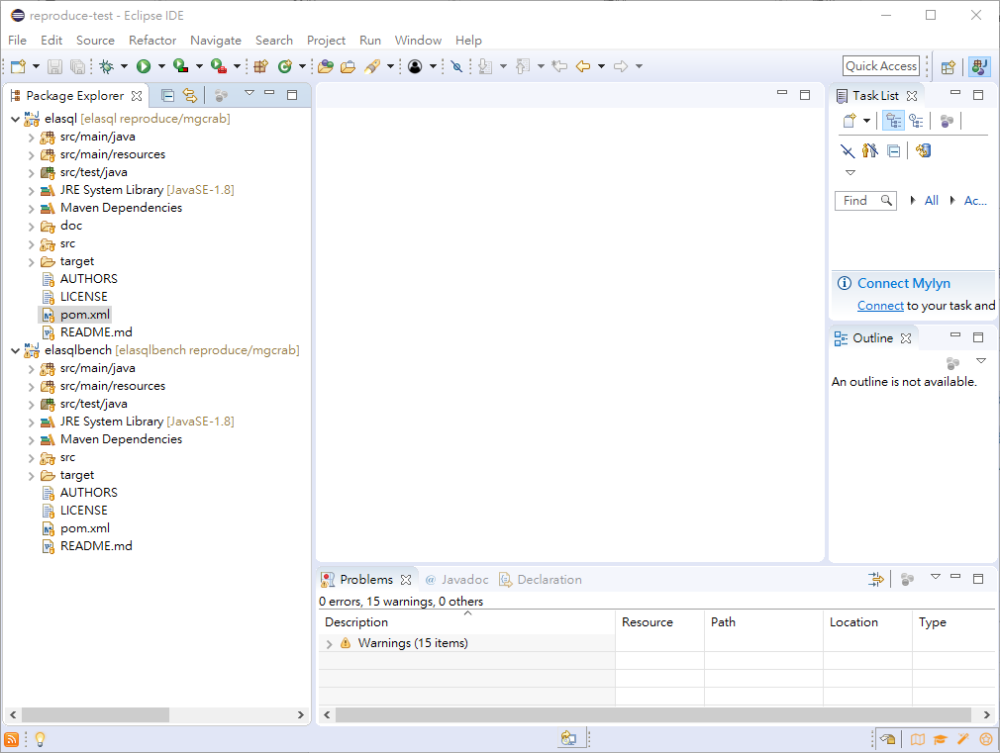 reproduce-test - Eclipse IDE
File Edit Source Refactor Navigate Search Project Run Window Help
Quick Access
Package Explorer
elasql [elasql reproduce/mgcrab]
src/main/java
src/main/resources
src/test/java
JRE System Library [JavaSE-1.8]
Maven Dependencies
doc
src
target
AUTHORS
LICENSE
pom.xml
README.md
elasqlbench [elasqlbench reproduce/mgcrab]
src/main/java
src/main/resources
src/test/java
JRE System Library [JavaSE-1.8]
Maven Dependencies
src
target
AUTHORS
LICENSE
pom.xml
README.md
Task List
Find All Ac...
Connect Mylyn
Connect to your task and
Outline
An outline is not available.
Problems @ Javadoc Declaration
0 errors, 15 warnings, 0 others
Description Resource Path Location Type
Warnings (15 items)